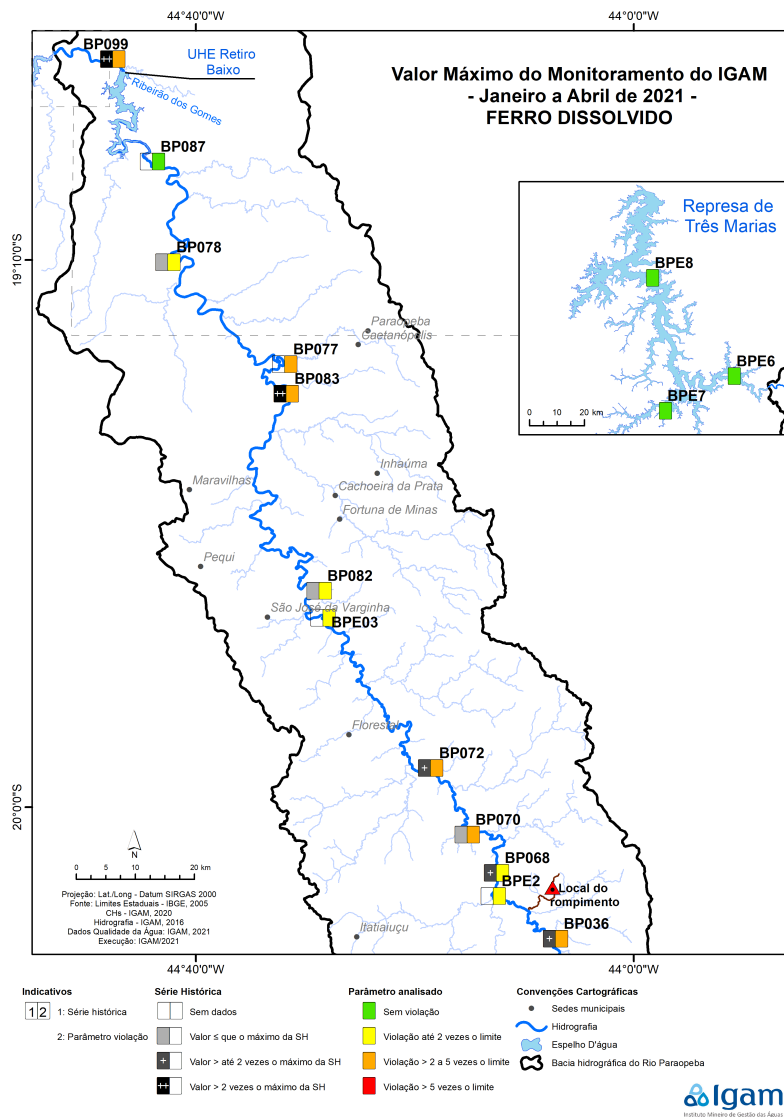 44°40'0"W
44°0'0"W
BP099
++
UHE Retiro
Baixo
Ribeirão dos Gomes
Valor Máximo do Monitoramento do IGAM
- Janeiro a Abril de 2021 -
FERRO DISSOLVIDO
BP087
Represa de
Três Marias
BPE8
BPE6
BPE7
0 10 20 km
19°10'0"S
BP078
Paraopeba
Caetanópolis
BP077
BP083
++
Inhaúma
Maravilhas
Cachoeira da Prata
Fortuna de Minas
Pequi
BP082
São José da Varginha
BPE03
Florestal
BP072
+
20°0'0"S
BP070
BP068
+
BPE2
Local do
rompimento
BP036
+
Itatiaiuçu
N
0 5 10 20 km
Projeção: Lat./Long - Datum SIRGAS 2000
Fonte: Limites Estaduais - IBGE, 2005
CHs - IGAM, 2020
Hidrografia - IGAM, 2016
Dados Qualidade da Água: IGAM, 2021
Execução: IGAM/2021
44°40'0"W
44°0'0"W
Indicativos
1 2 1: Série histórica
2: Parâmetro violação
Série Histórica
Sem dados
Valor ≤ que o máximo da SH
+ Valor > até 2 vezes o máximo da SH
++ Valor > 2 vezes o máximo da SH
Parâmetro analisado
Sem violação
Violação até 2 vezes o limite
Violação > 2 a 5 vezes o limite
Violação > 5 vezes o limite
Convenções Cartográficas
Sedes municipais
Hidrografia
Espelho D'água
Bacia hidrográfica do Rio Paraopeba
Igam
Instituto Mineiro de Gestão das Águas